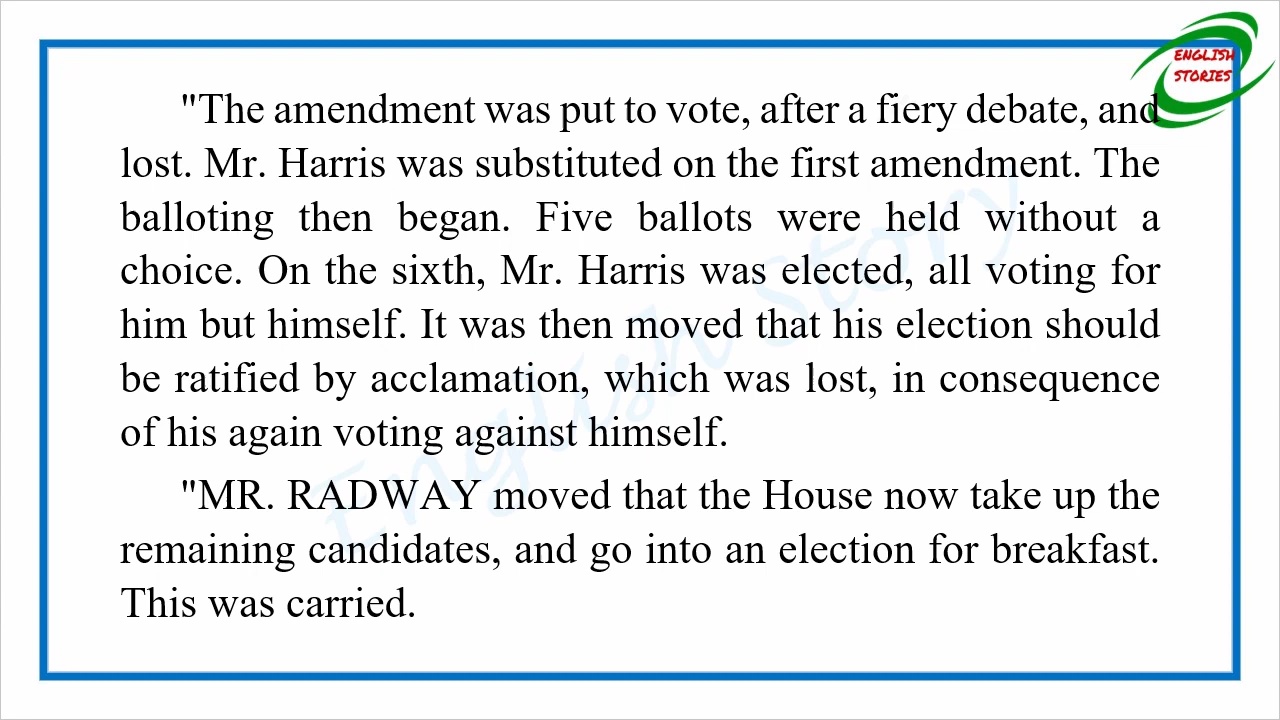 ENGLISH
STORIES
"The amendment was put to vote, after a fiery debate, and
lost. Mr. Harris was substituted on the first amendment. The
balloting then began. Five ballots were held without a
choice. On the sixth, Mr. Harris was elected, all voting for
him but himself. It was then moved that his election should
be ratified by acclamation, which was lost, in consequence
of his again voting against himself.
"MR. RADWAY moved that the House now take up the
remaining candidates, and go into an election for breakfast.
This was carried.
English Story